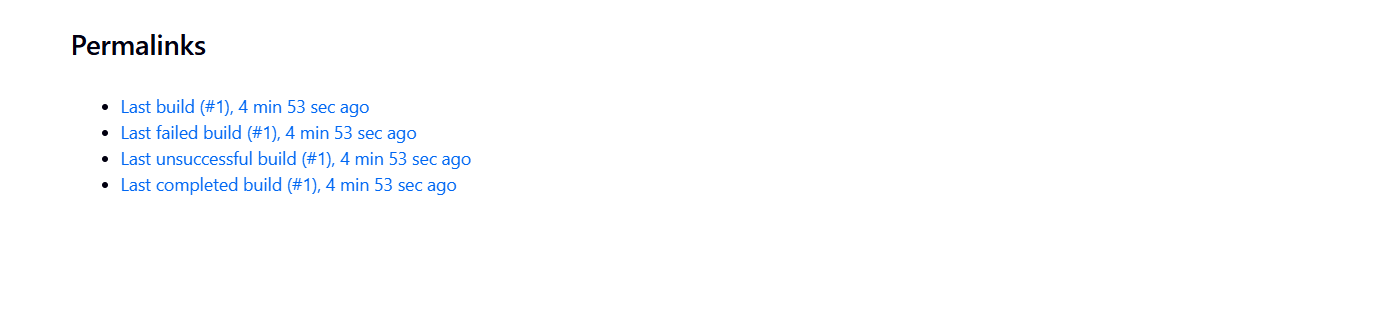 Permalinks
Last build (#1), 4 min 53 sec ago
Last failed build (#1), 4 min 53 sec ago
Last unsuccessful build (#1), 4 min 53 sec ago
Last completed build (#1), 4 min 53 sec ago